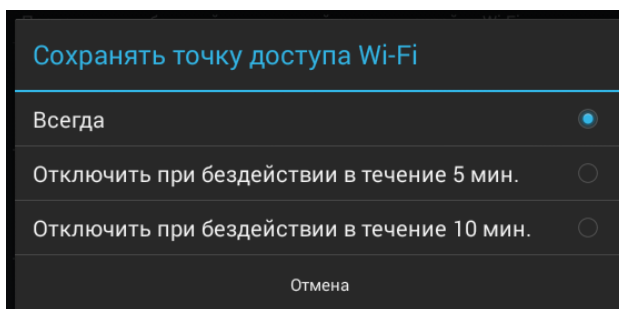 Сохранять точку доступа Wi-Fi
Всегда
Отключить при бездействии в течение 5 мин.
Отключить при бездействии в течение 10 мин.
Отмена